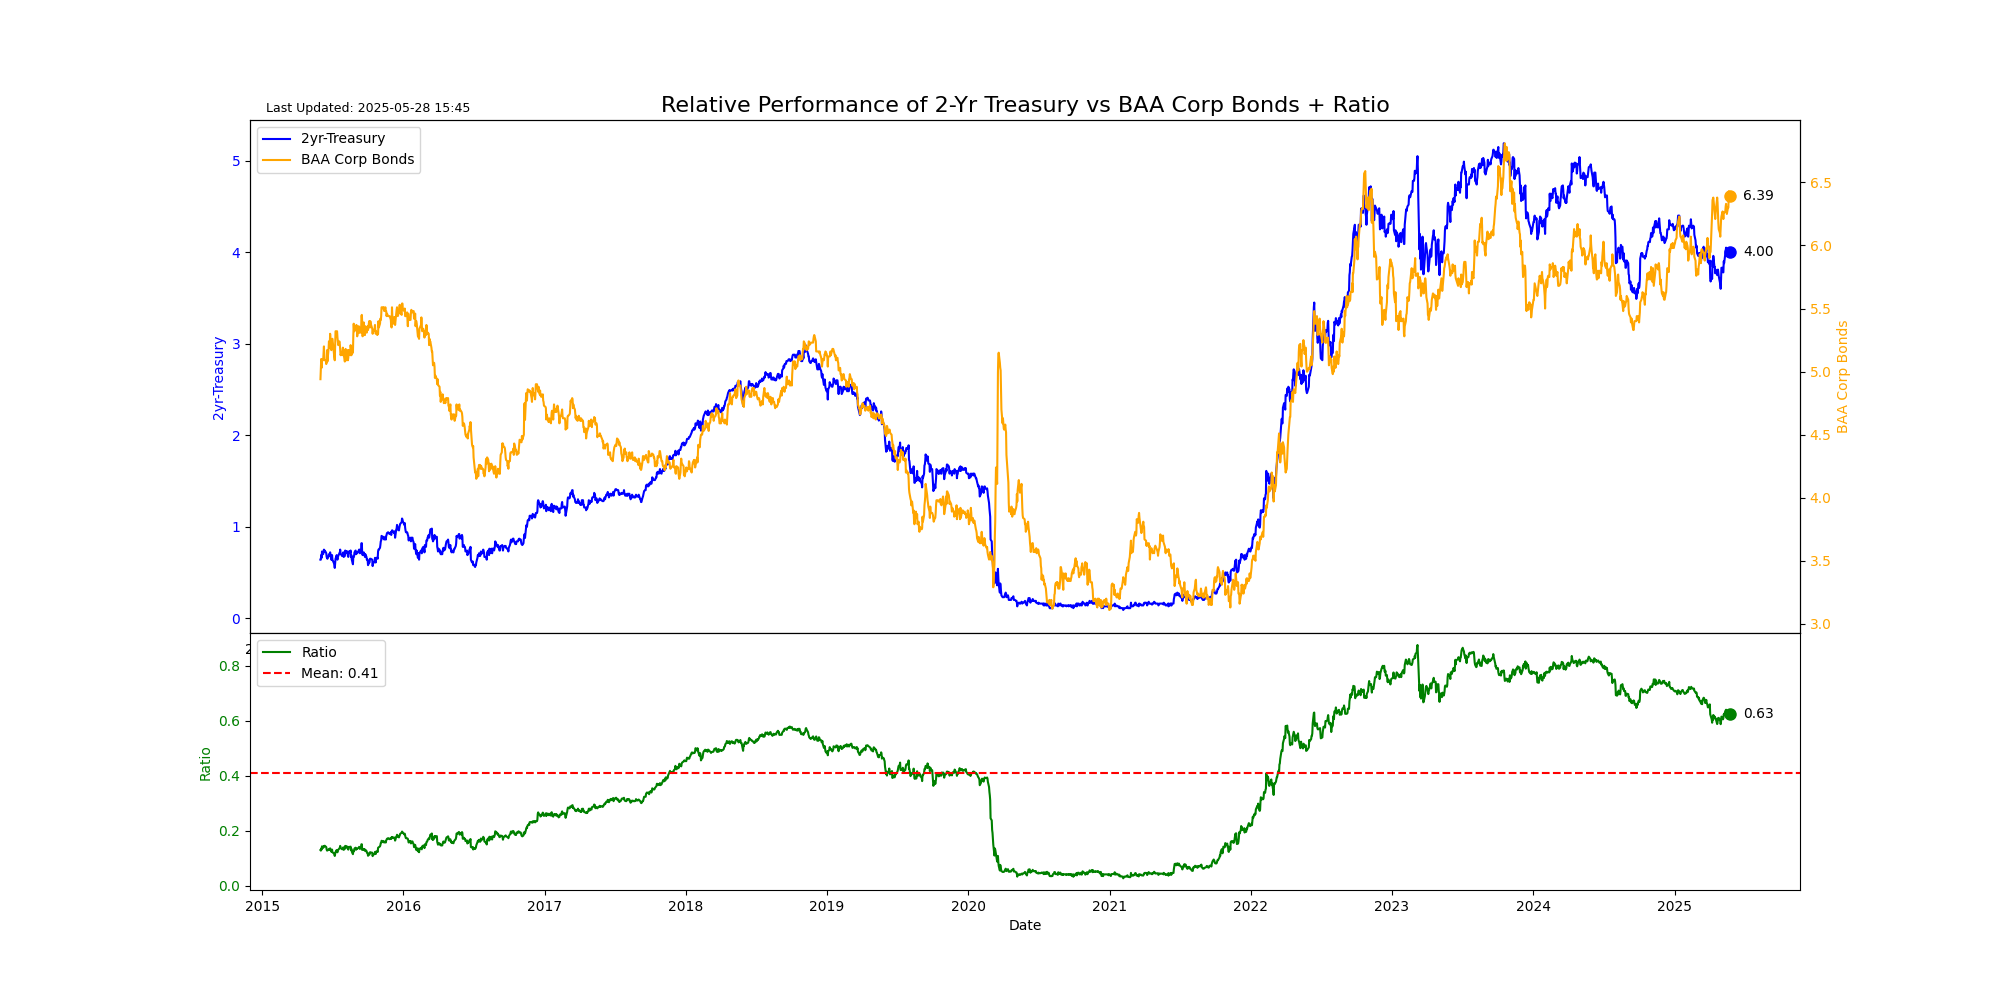 Last Updated: 2025-05-28 15:45
Relative Performance of 2-Yr Treasury vs BAA Corp Bonds + Ratio
2yr-Treasury
BAA Corp Bonds
5
4
3
2
1
0
2yr-Treasury
6.5
6.0
5.5
5.0
4.5
4.0
3.5
3.0
BAA Corp Bonds
6.39
4.00
2
Ratio
Mean: 0.41
0.8
0.6
0.4
0.2
0.0
Ratio
0.63
2015 2016 2017 2018 2019 2020 2021 2022 2023 2024 2025
Date